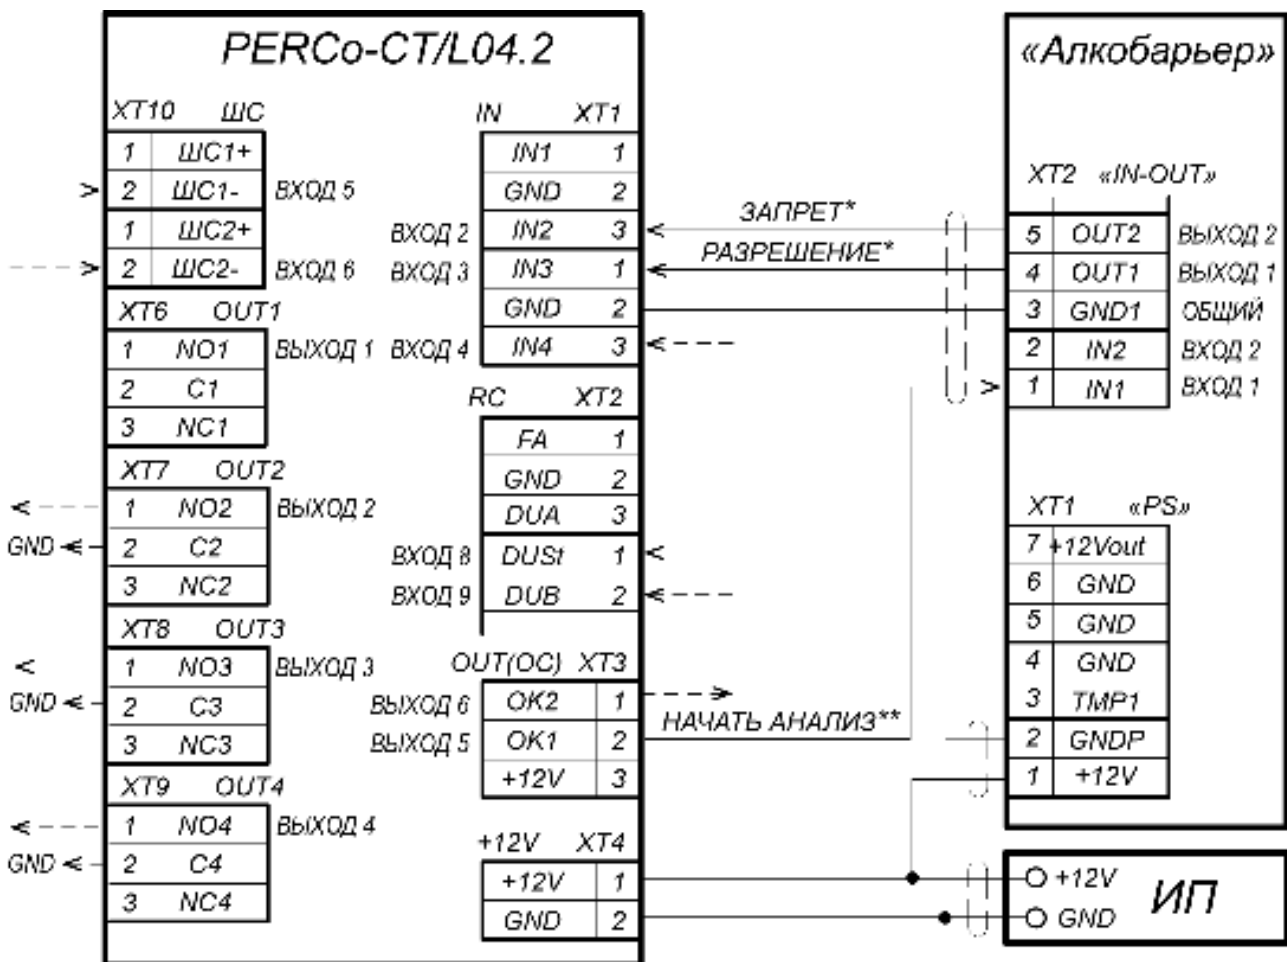 PERCo-CT/L04.2
XT10 ШС
1 ШС1+
2 ШС1- ВХОД 5
1 ШС2+
2 ШС2- ВХОД 6
XT6 OUT1
1 NO1 ВЫХОД 1
2 C1
3 NC1
XT7 OUT2
1 NO2 ВЫХОД 2
GND 2 C2
3 NC2
XT8 OUT3
1 NO3 ВЫХОД 3
GND 2 C3
3 NC3
XT9 OUT4
1 NO4 ВЫХОД 4
GND 2 C4
3 NC4
IN XT1
IN1 1
GND 2
ВХОД 2 IN2 3
ВХОД 3 IN3 1
GND 2
ВХОД 4 IN4 3
RC XT2
FA 1
GND 2
DUA 3
ВХОД 8 DUSt 1
ВХОД 9 DUB 2
OUT(OC) XT3
ВЫХОД 6 OK2 1
ВЫХОД 5 OK1 2
+12V 3
+12V XT4
+12V 1
GND 2
ЗАПРЕТ*
РАЗРЕШЕНИЕ*
НАЧАТЬ АНАЛИЗ**
«Алкобарьер»
XT2 «IN-OUT»
5 OUT2 ВЫХОД 2
4 OUT1 ВЫХОД 1
3 GND1 ОБЩИЙ
2 IN2 ВХОД 2
1 IN1 ВХОД 1
XT1 «PS»
7 +12Vout
6 GND
5 GND
4 GND
3 TMP1
2 GNDP
1 +12V
+12V
GND
ИП